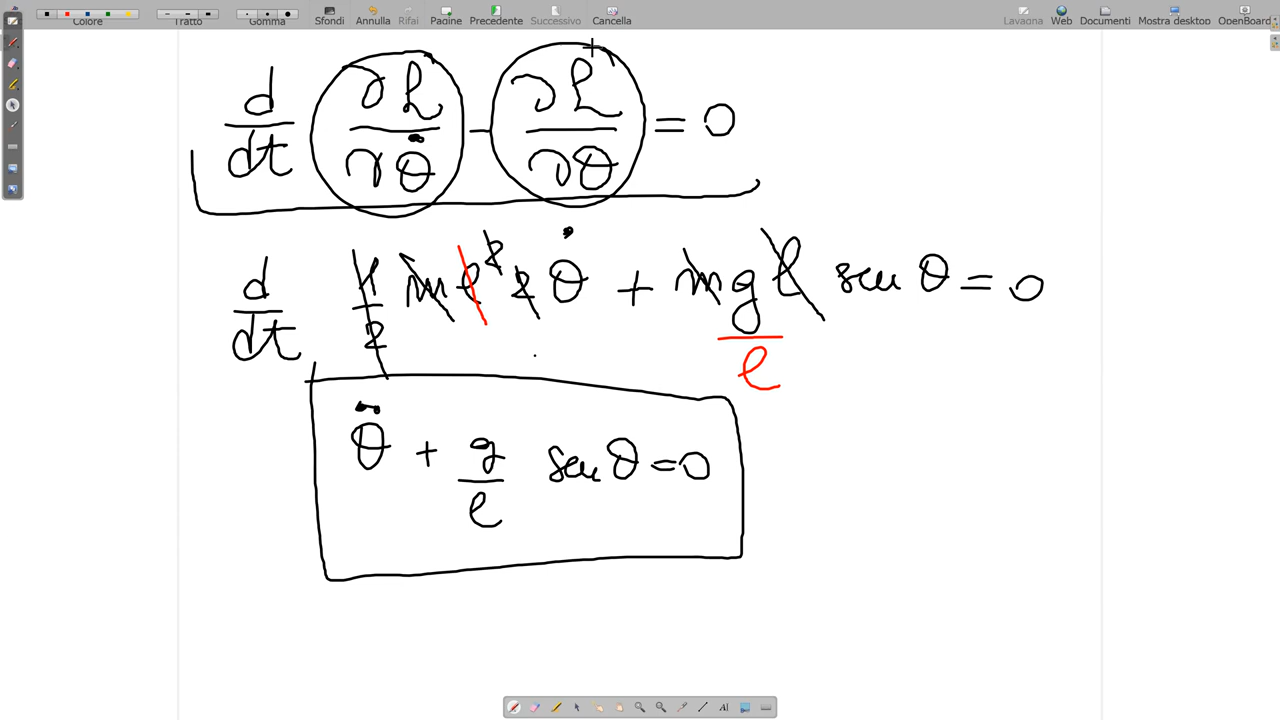 Colore Tratto Gomma Sfondi Annulla Rifai Pagine Precedente Successivo Cancella Lavagna Web Documenti Mostra desktop OpenBoard
d/dt ∂L/∂θ̇ - ∂L/∂θ = 0
d/dt 1/2 m l² 2 θ̇ + m g l/l sen θ = 0
θ̈ + g/l sen θ = 0